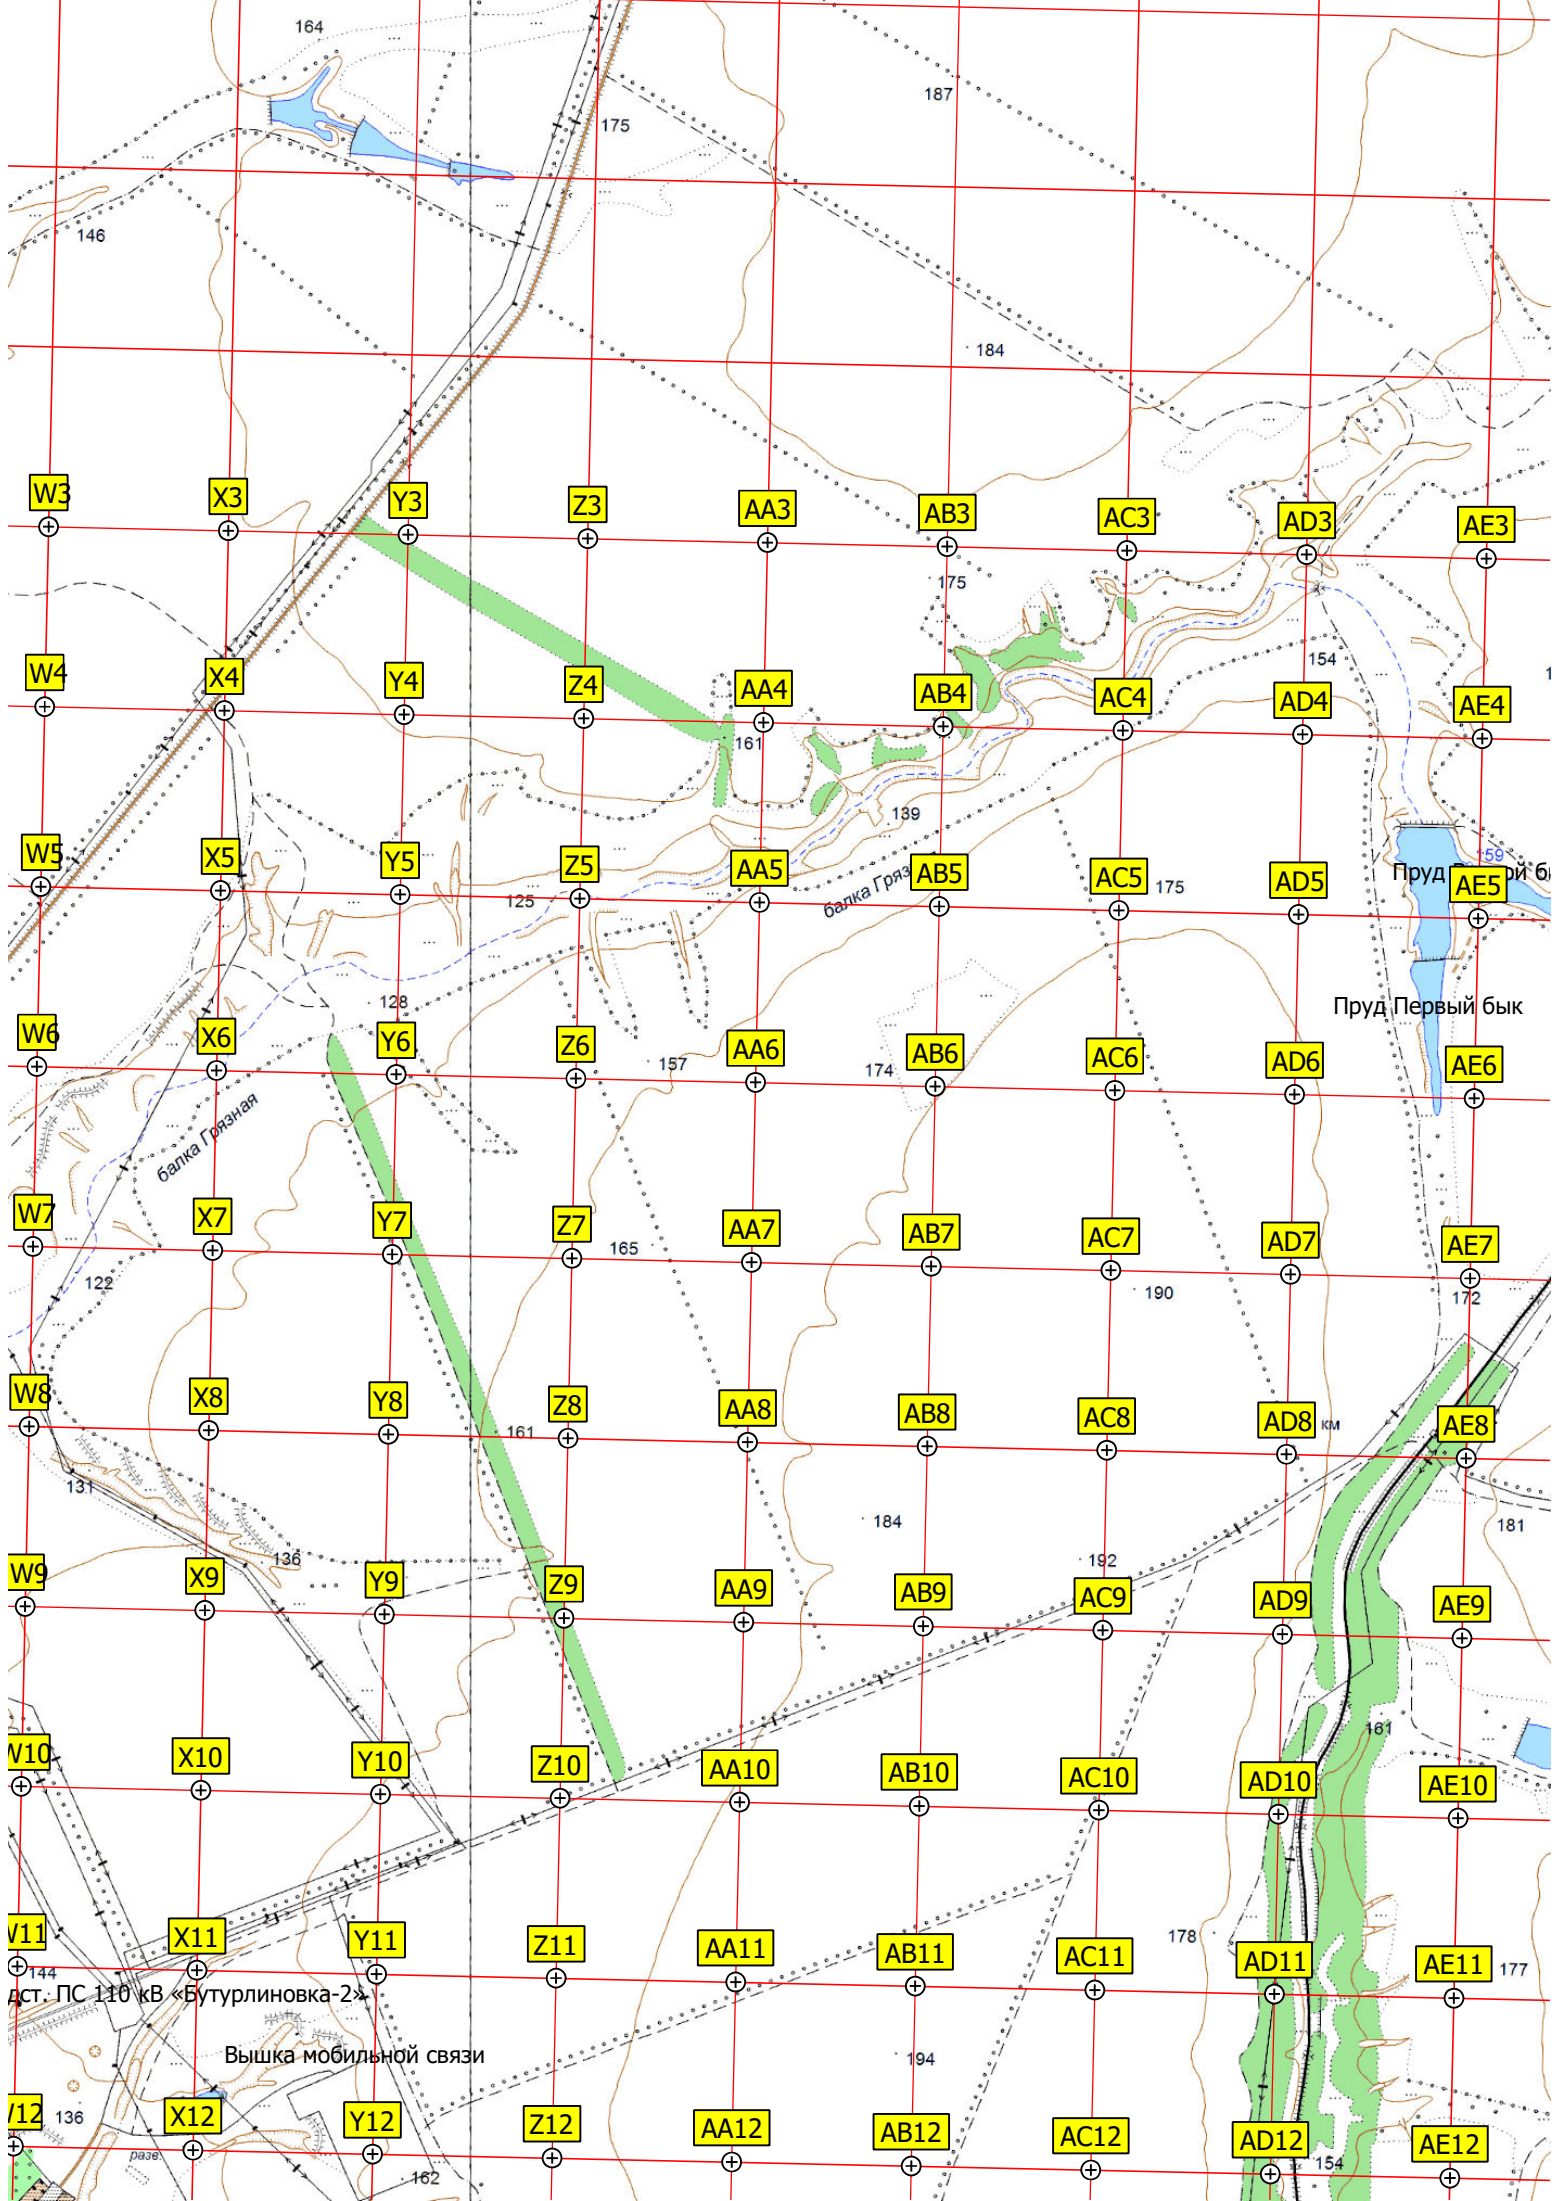 164
187
175
146
184
W3 X3 Y3 Z3 AA3 AB3 AC3 AD3 AE3
175
154
W4 X4 Y4 Z4 AA4 AB4 AC4 AD4 AE4
161
139
W5 X5 Y5 Z5 AA5 балка AB5 AC5 175 AD5 Пруд AE5
159
125
128
Пруд Первый бык
W6 X6 Y6 Z6 157 AA6 174 AB6 AC6 AD6 AE6
балка Грязная
W7 X7 Y7 Z7 165 AA7 AB7 AC7 AD7 AE7
122
190
172
W8 X8 Y8 Z8 AA8 AB8 AC8 AD8 км AE8
161
131
184
181
136
192
W9 X9 Y9 Z9 AA9 AB9 AC9 AD9 AE9
161
W10 X10 Y10 Z10 AA10 AB10 AC10 AD10 AE10
178
W11 X11 Y11 Z11 AA11 AB11 AC11 AD11 AE11 177
144
ПС 110 кВ «Бутурлиновка-2»
Вышка мобильной связи
194
W12 136 X12 Y12 Z12 AA12 AB12 AC12 AD12 AE12
разв.
162
154